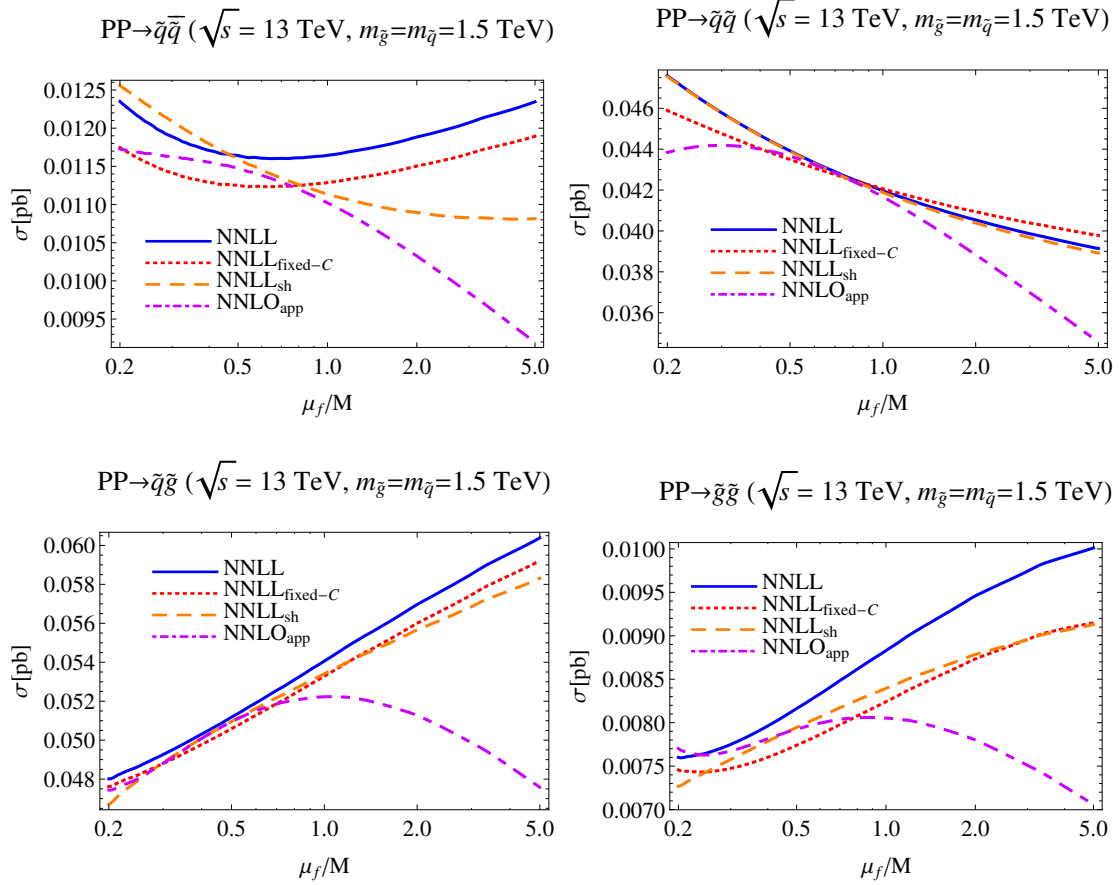 PP→q̃q̃̅ (√s = 13 TeV, m_g̃=m_q̃=1.5 TeV)
0.0125
0.0120
0.0115
0.0110
0.0105
0.0100
0.0095
σ[pb]
NNLL
NNLL_fixed-C
NNLL_sh
NNLO_app
0.2 0.5 1.0 2.0 5.0
μ_f/M
PP→q̃q̃ (√s = 13 TeV, m_g̃=m_q̃=1.5 TeV)
0.046
0.044
0.042
0.040
0.038
0.036
σ[pb]
NNLL
NNLL_fixed-C
NNLL_sh
NNLO_app
0.2 0.5 1.0 2.0 5.0
μ_f/M
PP→q̃g̃ (√s = 13 TeV, m_g̃=m_q̃=1.5 TeV)
0.060
0.058
0.056
0.054
0.052
0.050
0.048
σ[pb]
NNLL
NNLL_fixed-C
NNLL_sh
NNLO_app
0.2 0.5 1.0 2.0 5.0
μ_f/M
PP→g̃g̃ (√s = 13 TeV, m_g̃=m_q̃=1.5 TeV)
0.0100
0.0095
0.0090
0.0085
0.0080
0.0075
0.0070
σ[pb]
NNLL
NNLL_fixed-C
NNLL_sh
NNLO_app
0.2 0.5 1.0 2.0 5.0
μ_f/M